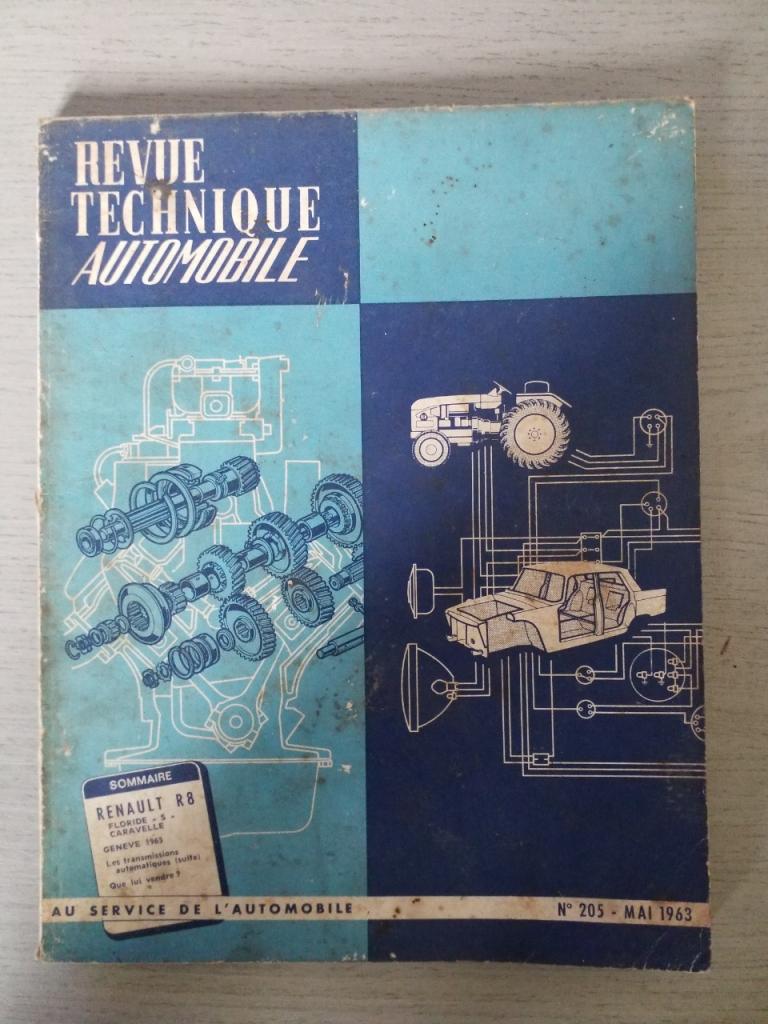 REVUE
TECHNIQUE
AUTOMOBILE
SOMMAIRE
RENAULT R8
FLORIDE - S -
CARAVELLE
GENEVE 1963
Les transmissions
automatiques (suite)
Que lui vendre ?
AU SERVICE DE L'AUTOMOBILE
N° 205 - MAI 1963